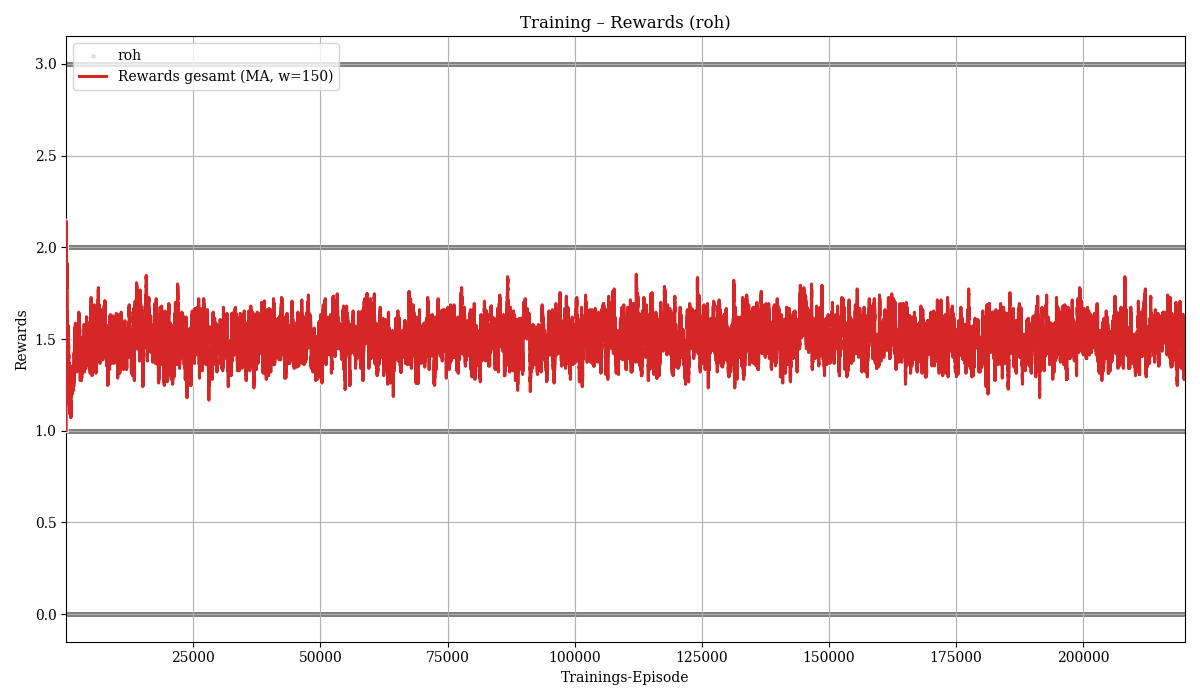 Training – Rewards (roh)
roh
Rewards gesamt (MA, w=150)
3.0
2.5
2.0
1.5
1.0
0.5
0.0
Rewards
25000 50000 75000 100000 125000 150000 175000 200000
Trainings-Episode